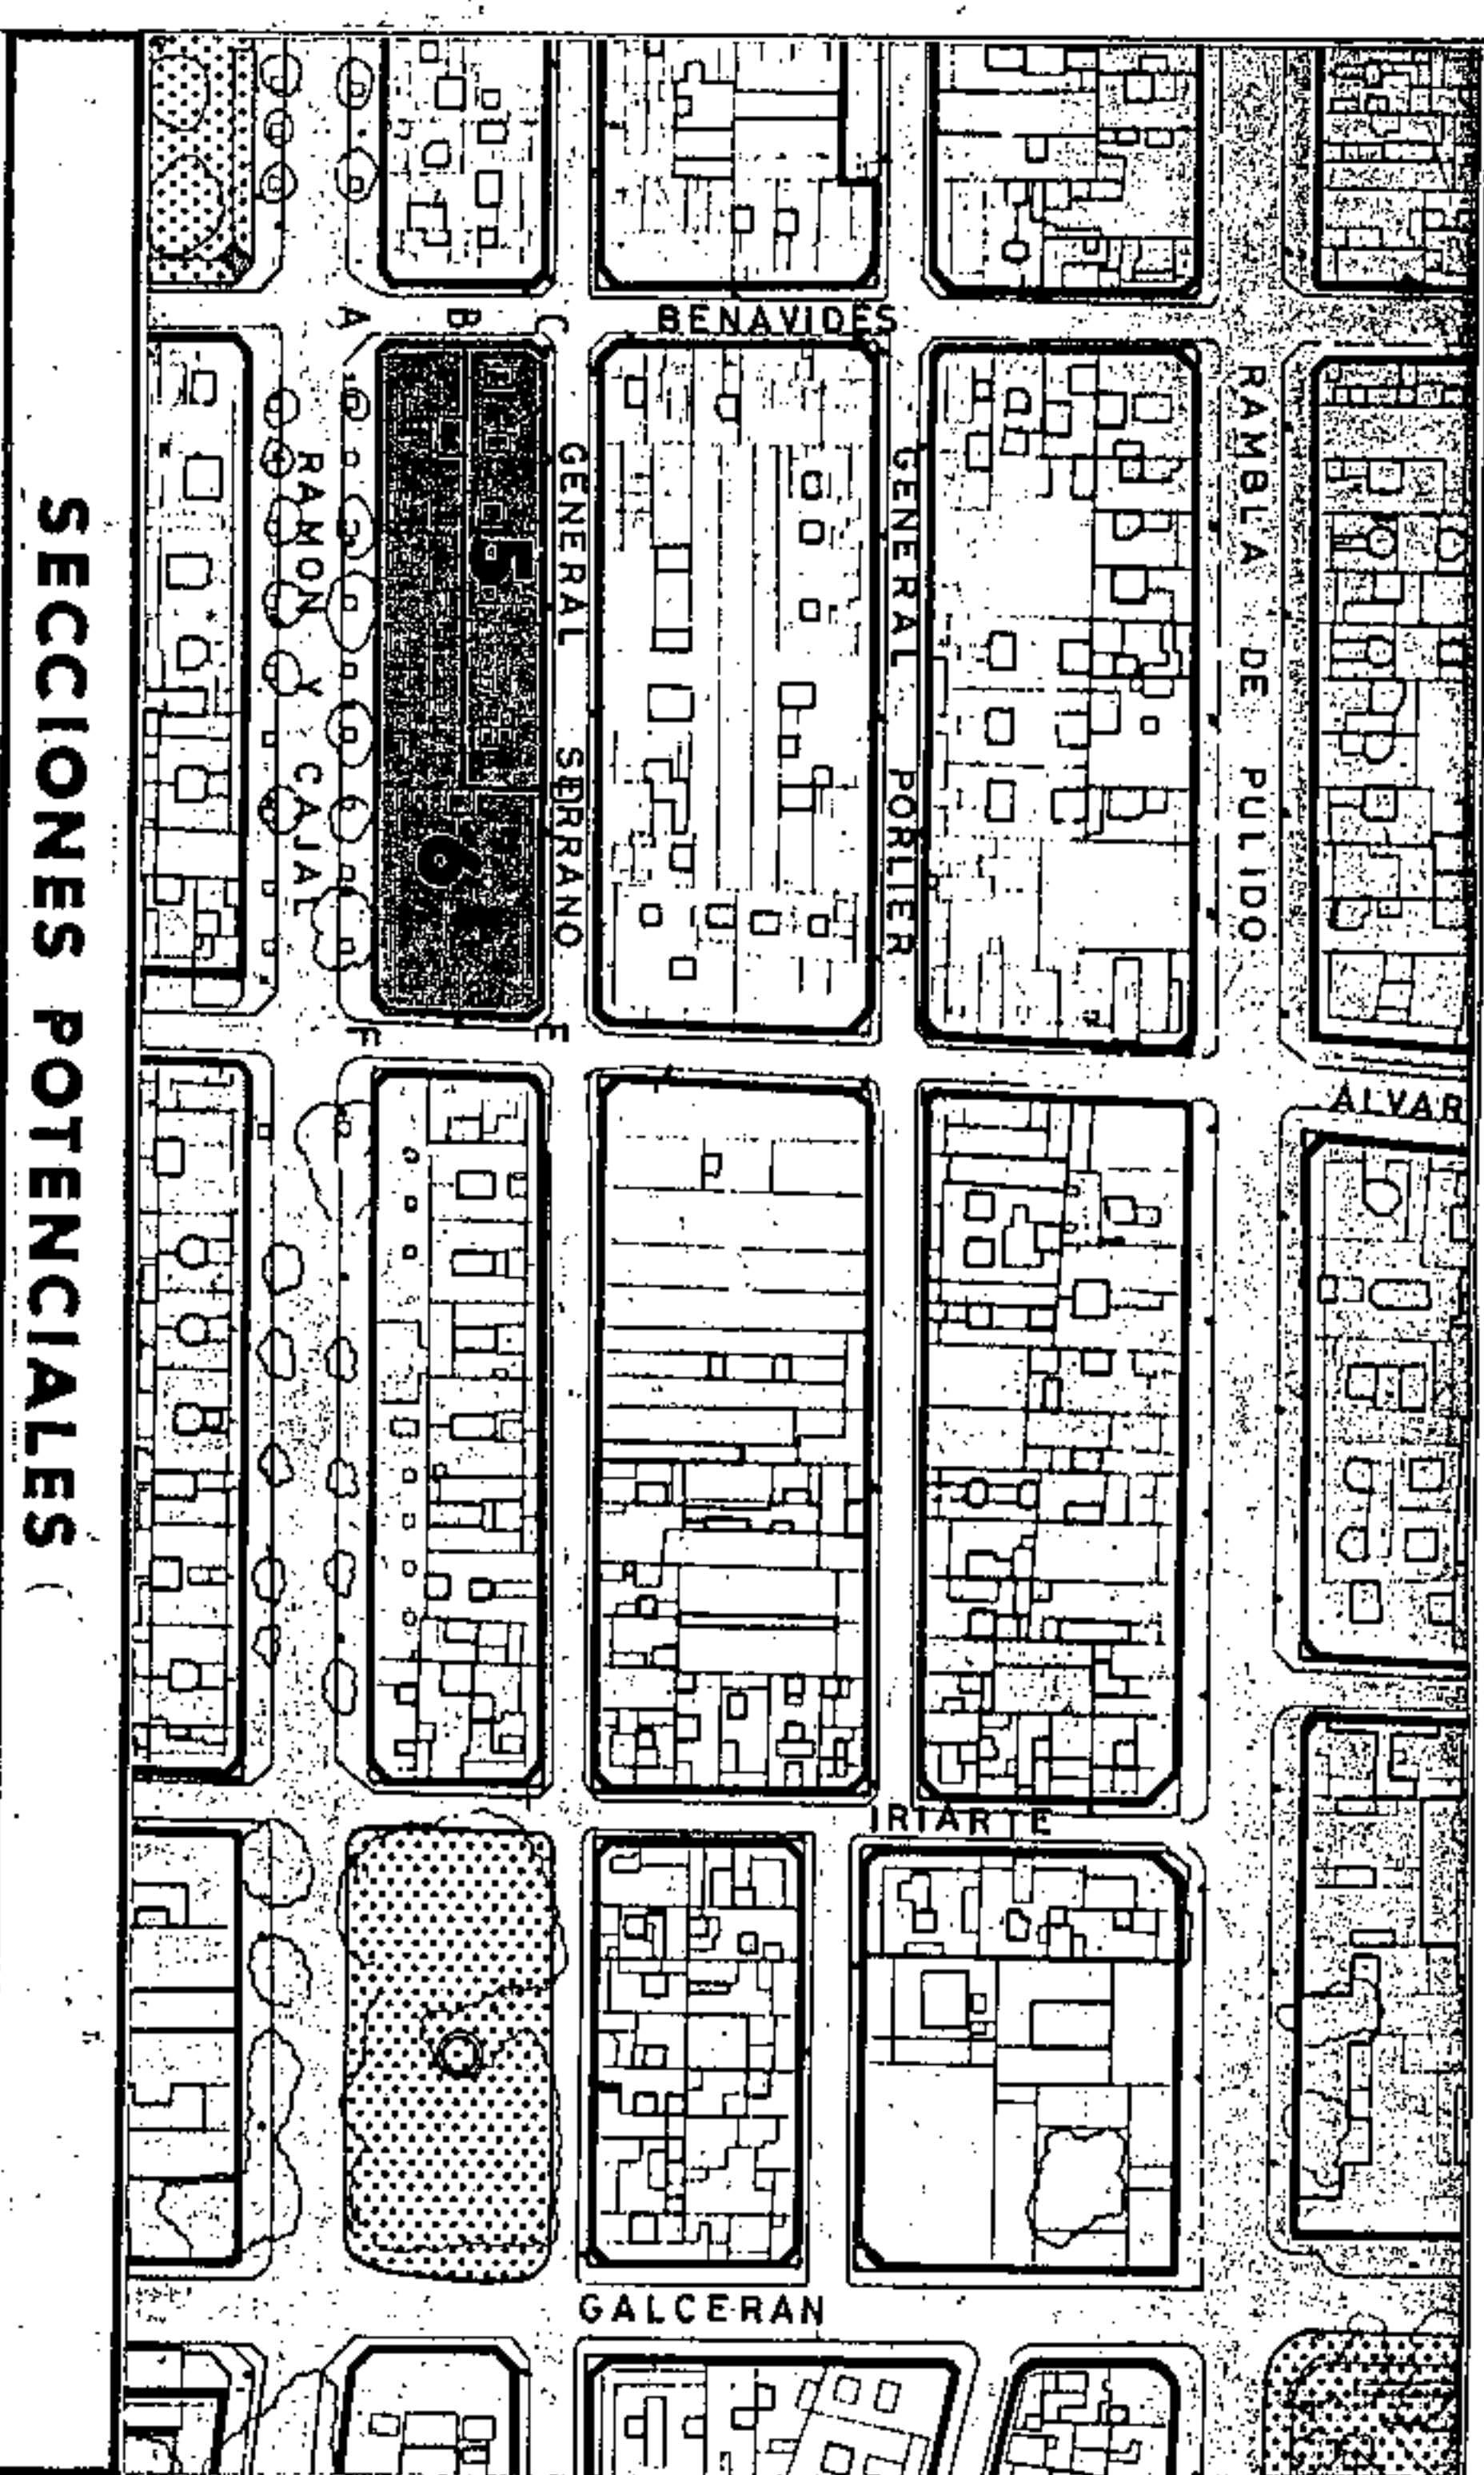 SECCIONES POTENCIALES (
A B C
BENAVIDES
RAMON Y CAJAL
5
6
GENERAL SERRANO
GENERAL PORLIER
RAMBLA DE PULIDO
F E
ALVAR
IRIARTE
GALCERAN